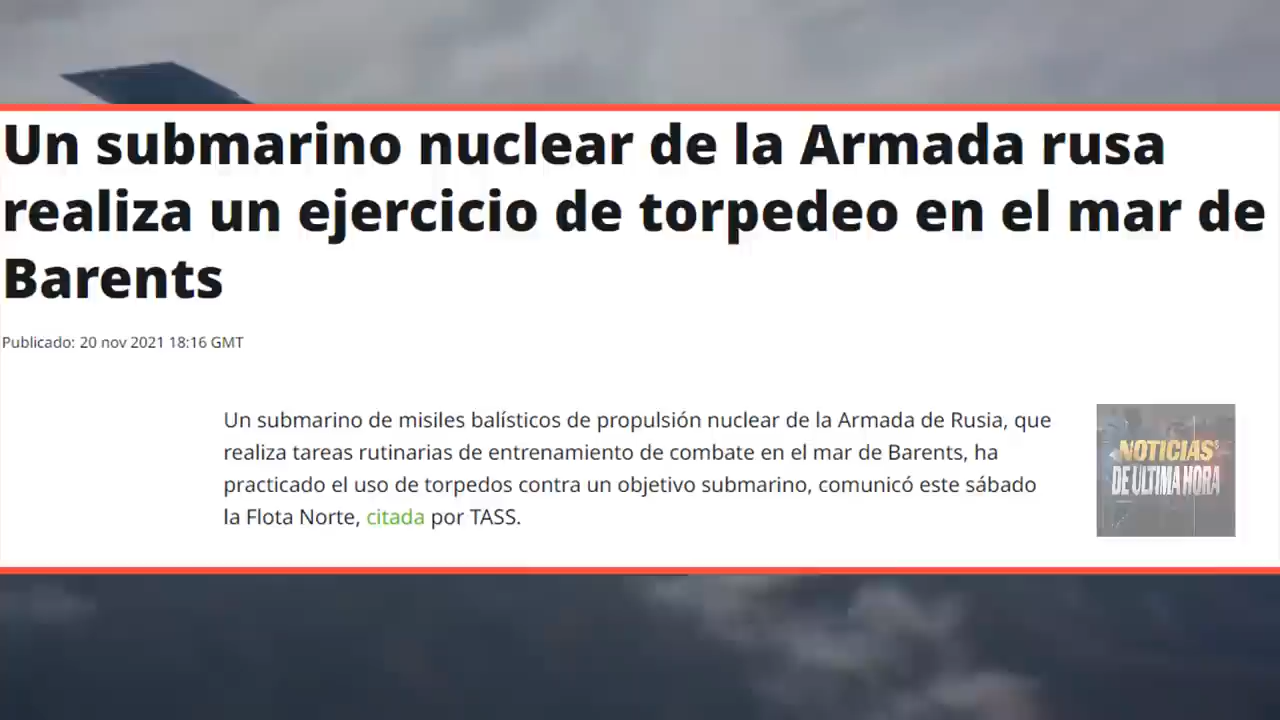 Un submarino nuclear de la Armada rusa
realiza un ejercicio de torpedeo en el mar de
Barents
Publicado: 20 nov 2021 18:16 GMT
Un submarino de misiles balísticos de propulsión nuclear de la Armada de Rusia, que
realiza tareas rutinarias de entrenamiento de combate en el mar de Barents, ha
practicado el uso de torpedos contra un objetivo submarino, comunicó este sábado
la Flota Norte, citada por TASS.
NOTICIAS
DE ULTIMA HORA